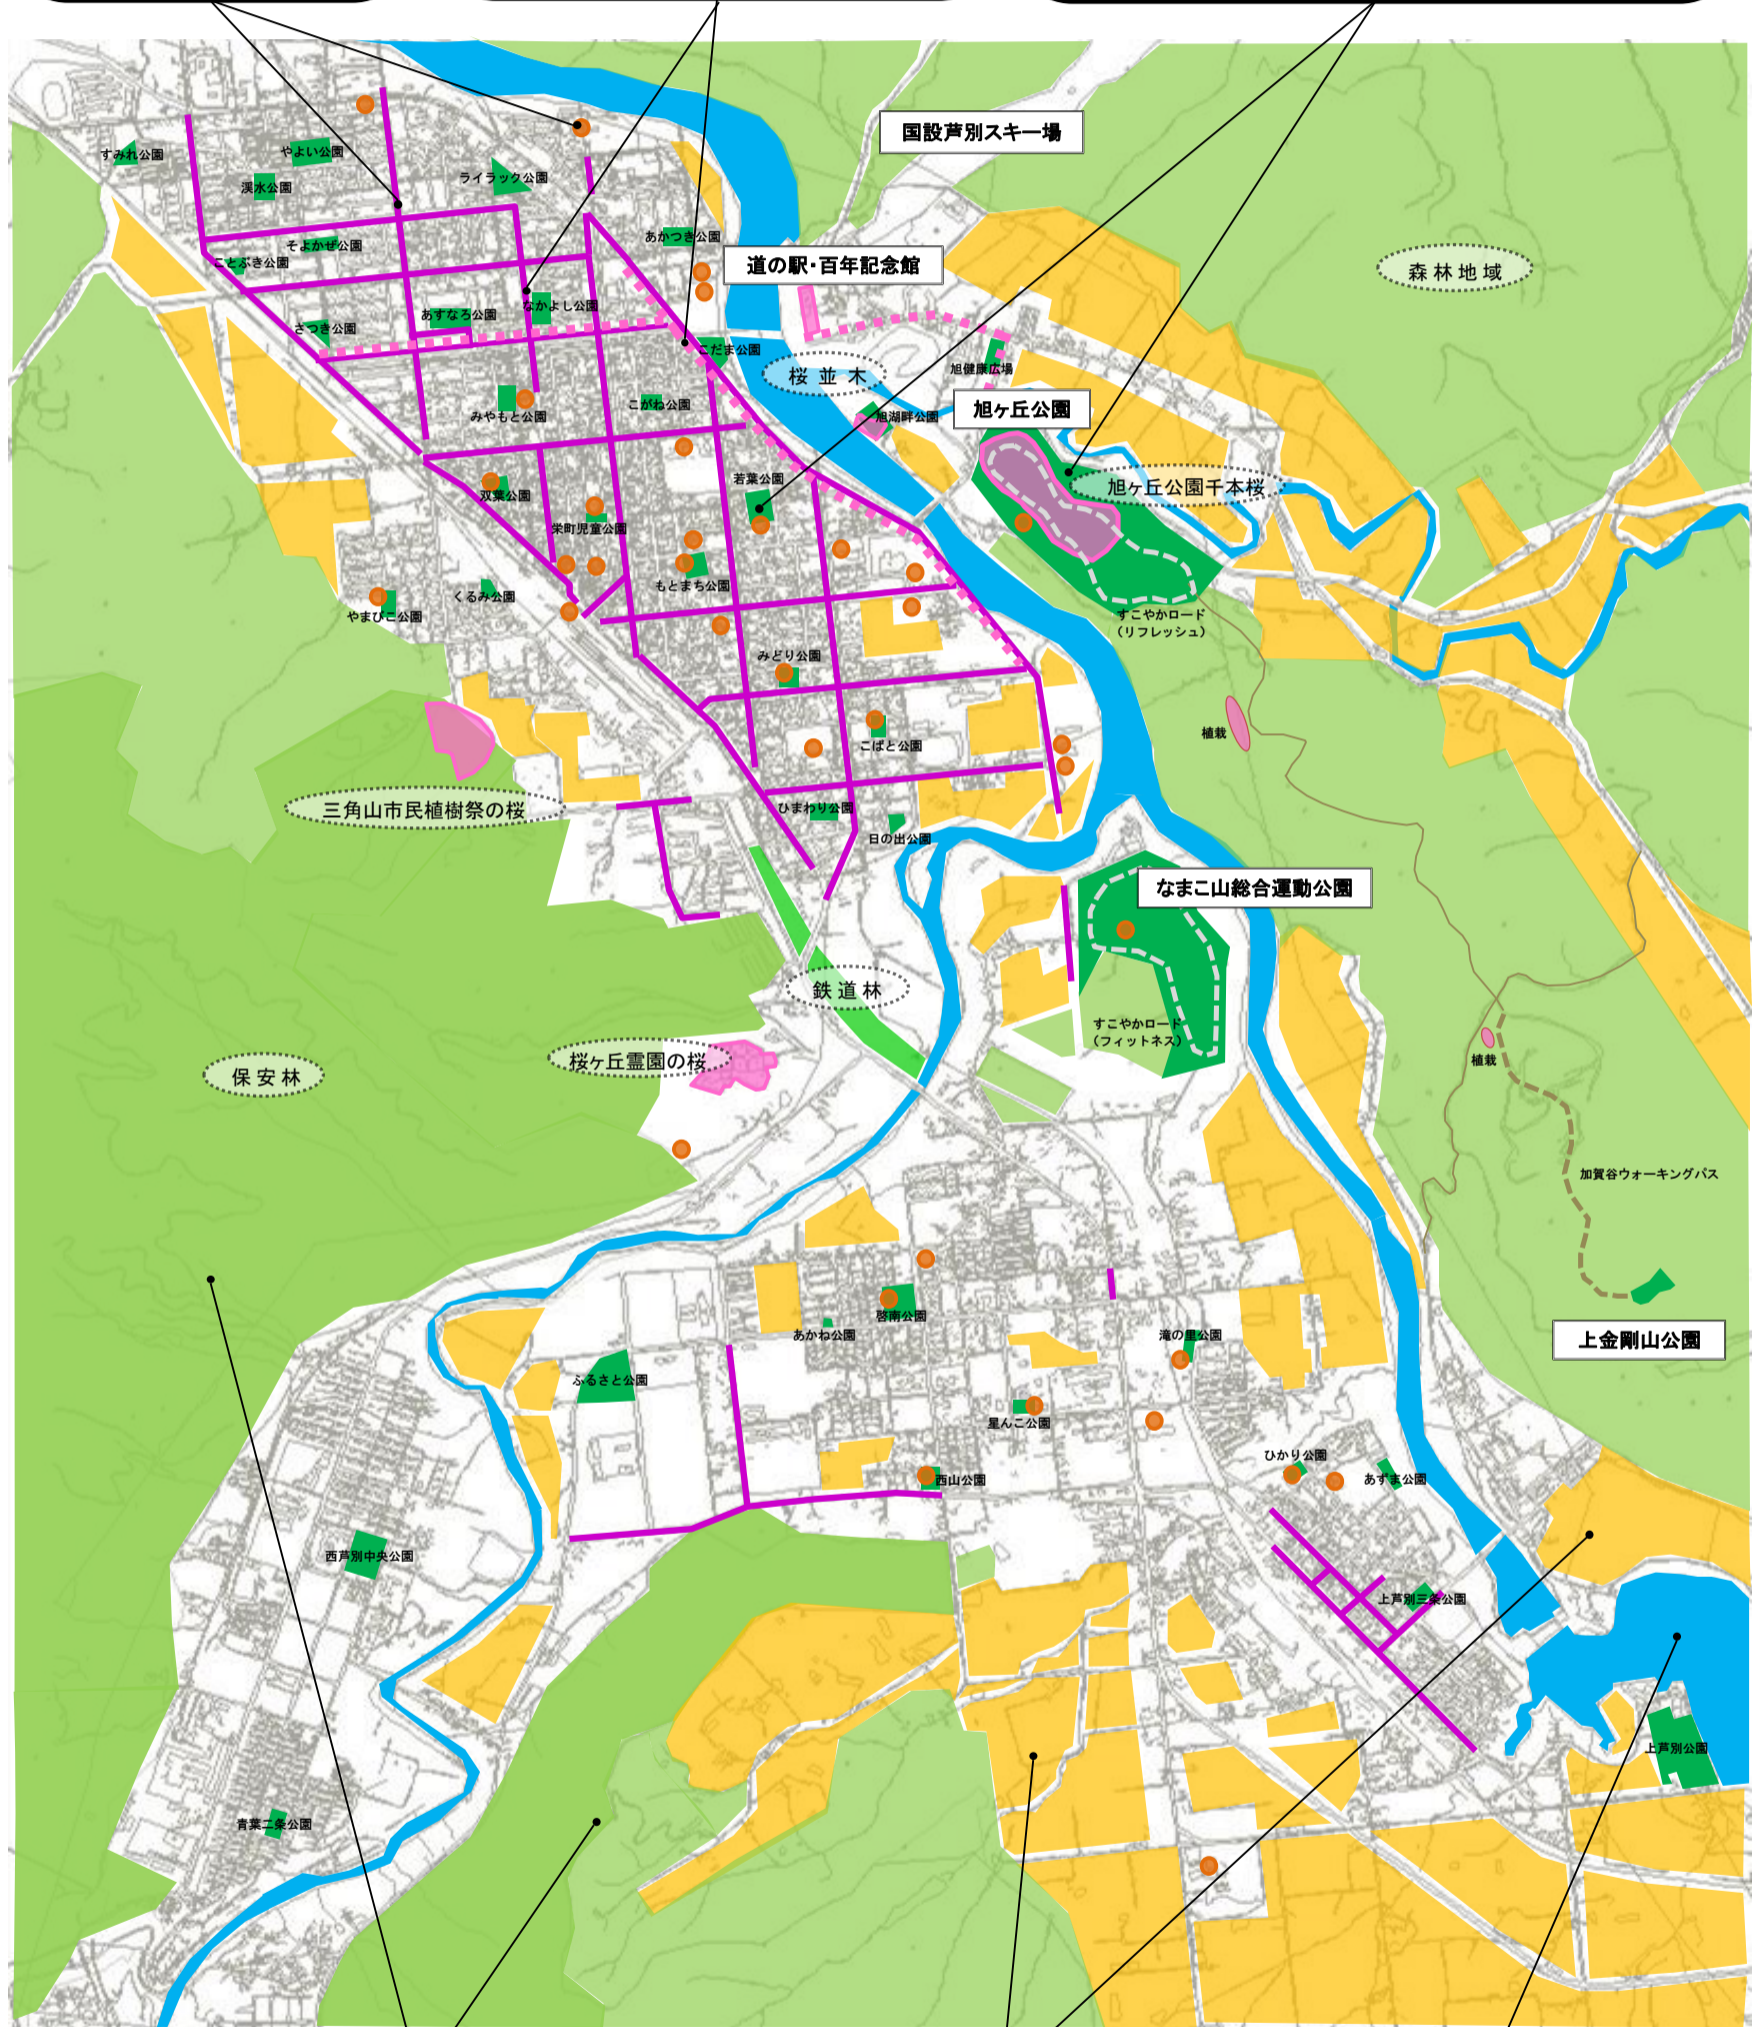 国設芦別スキー場
すみれ公園
やよい公園
渓水公園
ライラック公園
あかつき公園
そよかぜ公園
ことぶき公園
道の駅・百年記念館
森林地域
なかよし公園
あすなろ公園
さつき公園
こだま公園
桜並木
旭健康広場
旭ヶ丘公園
みやもと公園
こがね公園
旭湖畔公園
若葉公園
旭ヶ丘公園千本桜
双葉公園
栄町児童公園
もとまち公園
くるみ公園
やまびこ公園
すこやかロード
（リフレッシュ）
みどり公園
植栽
こばと公園
三角山市民植樹祭の桜
ひまわり公園
日の出公園
なまこ山総合運動公園
鉄道林
すこやかロード
（フィットネス）
植栽
桜ヶ丘霊園の桜
保安林
加賀谷ウォーキングパス
啓南公園
あかね公園
滝の里公園
上金剛山公園
ふるさと公園
星んこ公園
ひかり公園
あずま公園
西山公園
西芦別中央公園
上芦別三条公園
上芦別公園
青葉二条公園